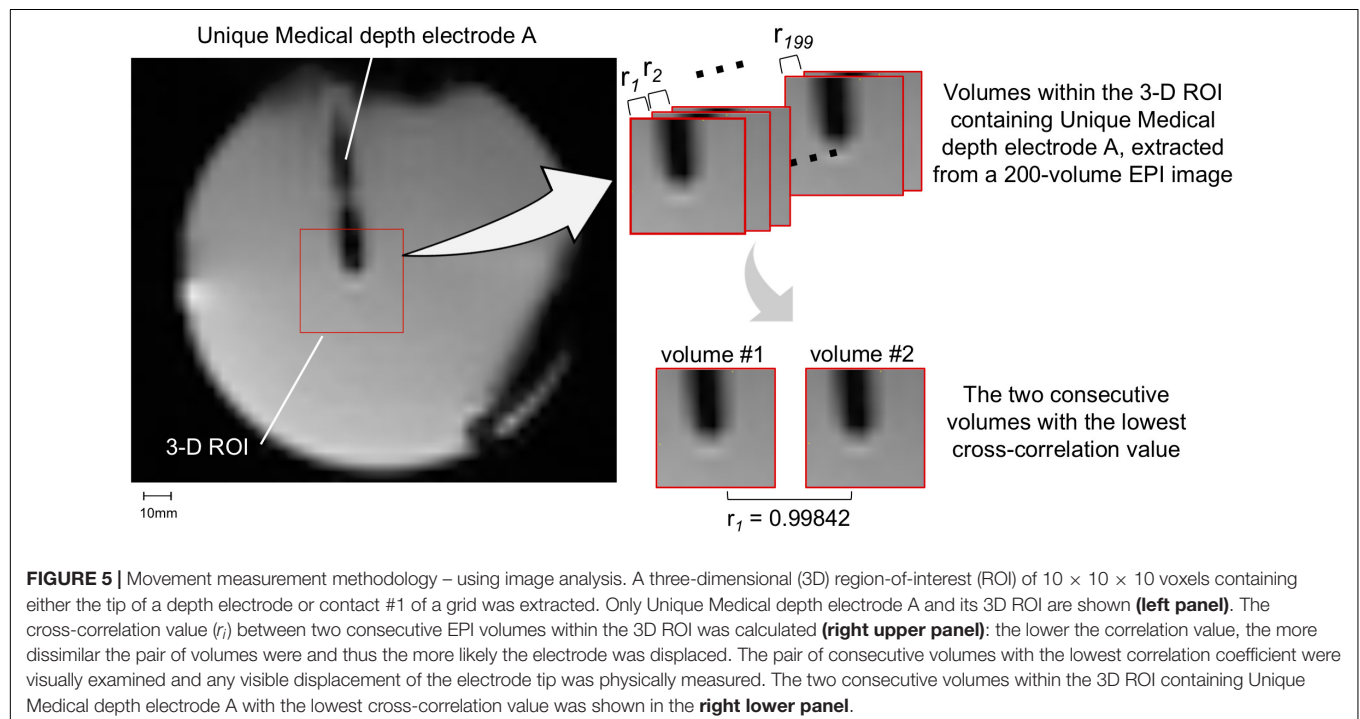 Unique Medical depth electrode A
r1 r2
r199
Volumes within the 3-D ROI
containing Unique Medical
depth electrode A, extracted
from a 200-volume EPI image
3-D ROI
10mm
volume #1
volume #2
The two consecutive
volumes with the lowest
cross-correlation value
r1 = 0.99842
FIGURE 5 | Movement measurement methodology – using image analysis. A three-dimensional (3D) region-of-interest (ROI) of 10 × 10 × 10 voxels containing
either the tip of a depth electrode or contact #1 of a grid was extracted. Only Unique Medical depth electrode A and its 3D ROI are shown (left panel). The
cross-correlation value (ri) between two consecutive EPI volumes within the 3D ROI was calculated (right upper panel): the lower the correlation value, the more
dissimilar the pair of volumes were and thus the more likely the electrode was displaced. The pair of consecutive volumes with the lowest correlation coefficient were
visually examined and any visible displacement of the electrode tip was physically measured. The two consecutive volumes within the 3D ROI containing Unique
Medical depth electrode A with the lowest cross-correlation value was shown in the right lower panel.